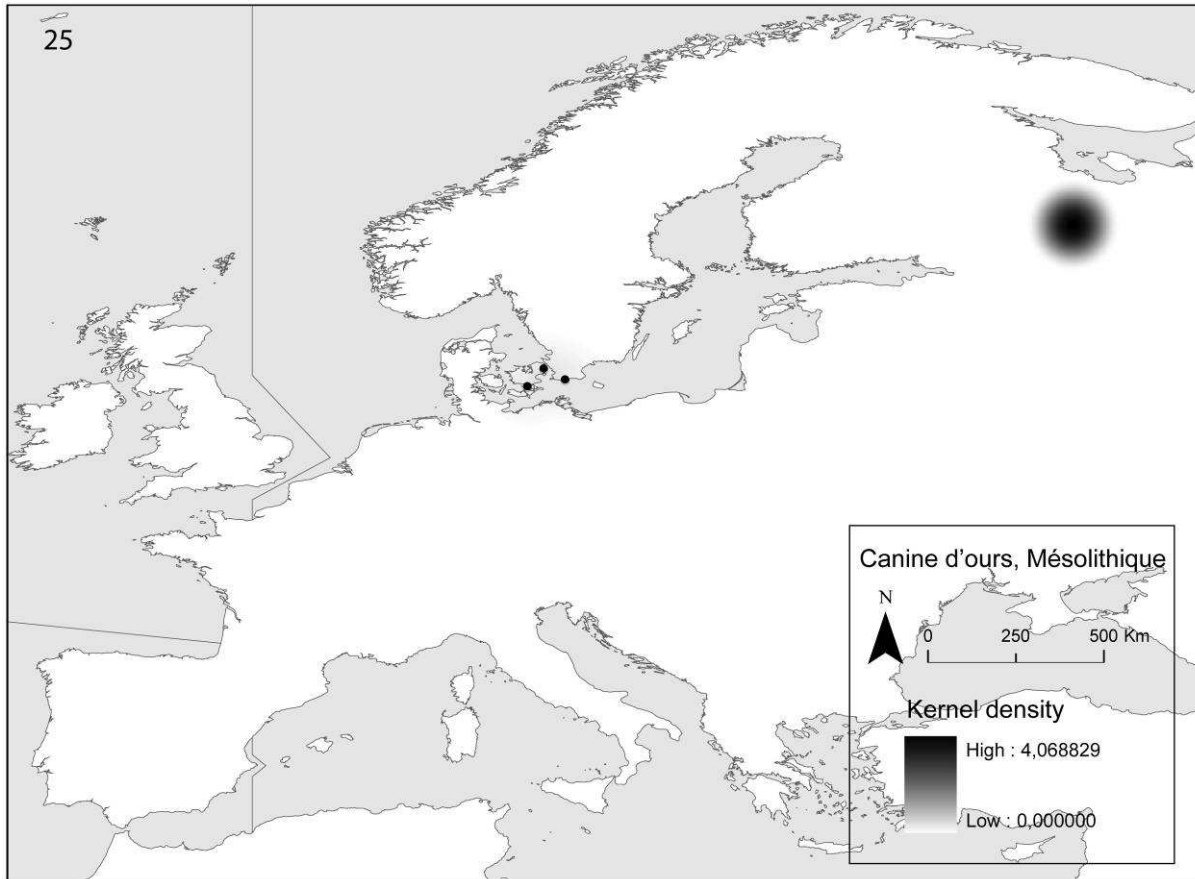 25
Canine d'ours, Mésolithique
N
0 250 500 Km
Kernel density
High : 4,068829
Low : 0,000000